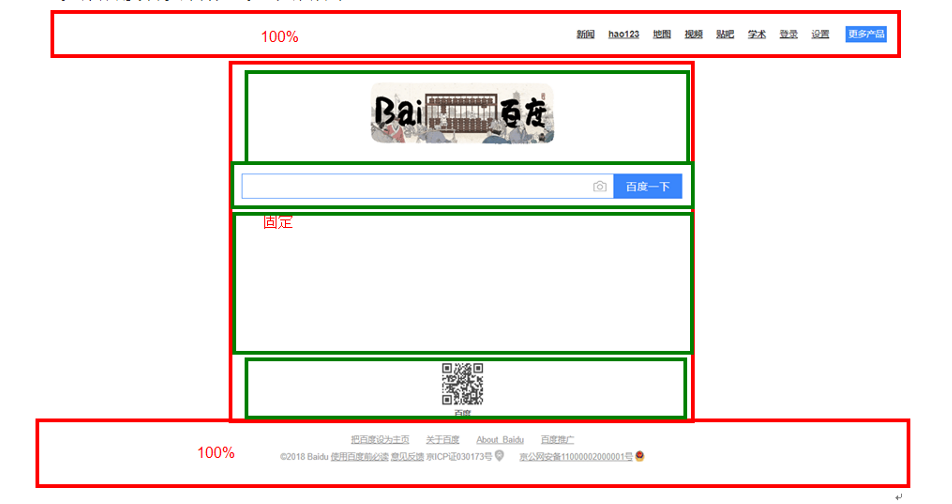 100%
新闻 hao123 地图 视频 贴吧 学术 登录 设置 更多产品
Bai 百度
百度一下
固定
百度
把百度设为主页 关于百度 About Baidu 百度推广
100%
©2018 Baidu 使用百度前必读 意见反馈 京ICP证030173号 京公网安备11000002000001号